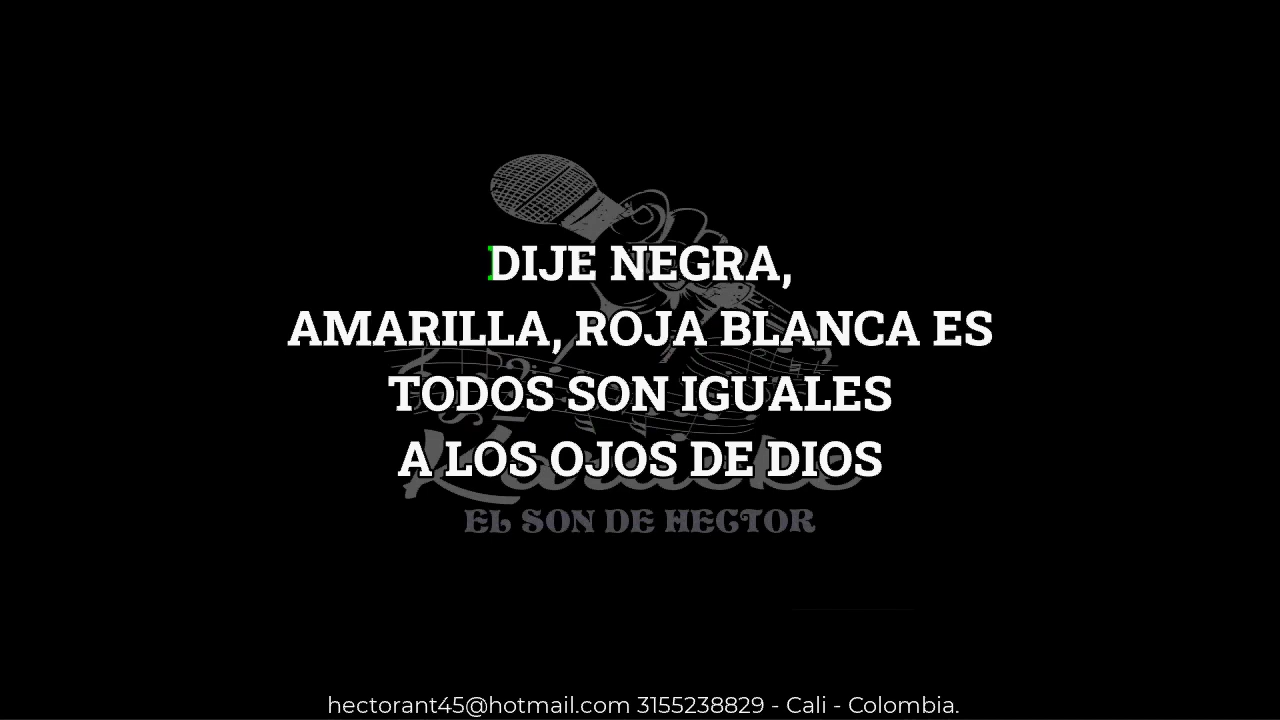 DIJE NEGRA,
AMARILLA, ROJA BLANCA ES
TODOS SON IGUALES
A LOS OJOS DE DIOS
Karaoke
EL SON DE HECTOR
hectorant45@hotmail.com 3155238829 - Cali - Colombia.